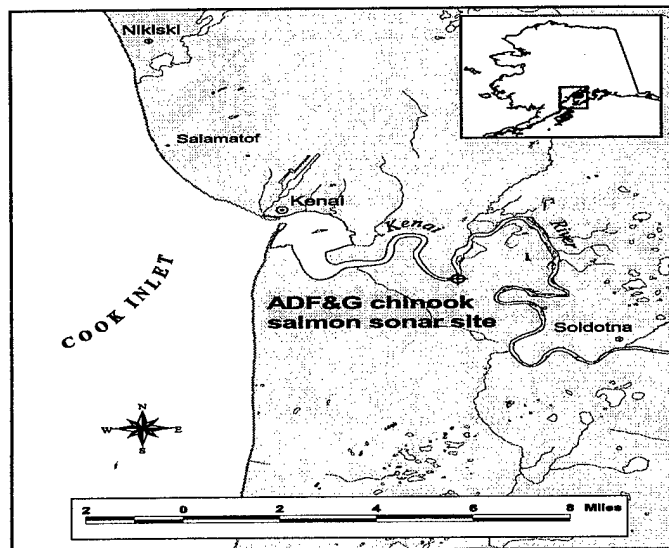 Nikiski
Salamatof
Kenai
Kenai
River
COOK INLET
ADF&G chinook
salmon sonar site
Soldotna
N
W E
S
2 0 2 4 6 8 Miles